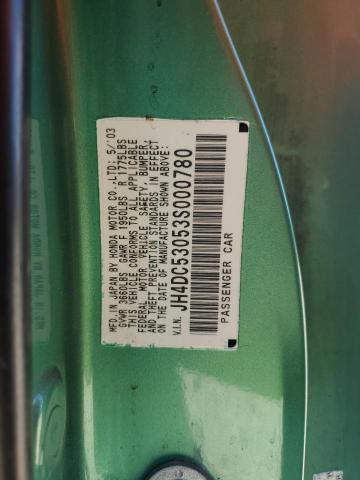 MFD. IN JAPAN BY HONDA MOTOR CO.,LTD; 5/03
GVWR 3660LBS GAWR F 1950LBS R 1775LBS
THIS VEHICLE CONFORMS TO ALL APPLICABLE
FEDERAL MOTOR VEHICLE SAFETY, BUMPER,
AND THEFT PREVENTION STANDARDS IN EFFECT
ON THE DATE OF MANUFACTURE SHOWN ABOVE;
V.I.N. JH4DC53053S000780
PASSENGER CAR